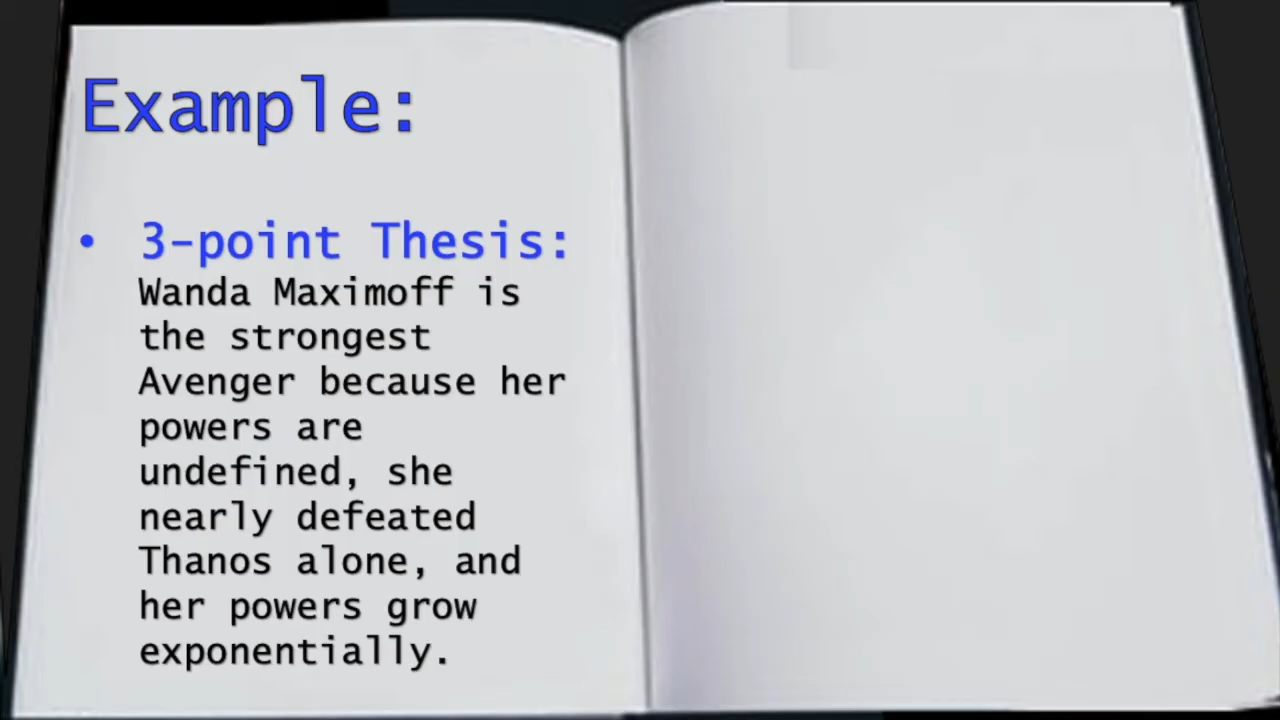 Example:
• 3-point Thesis:
Wanda Maximoff is
the strongest
Avenger because her
powers are
undefined, she
nearly defeated
Thanos alone, and
her powers grow
exponentially.